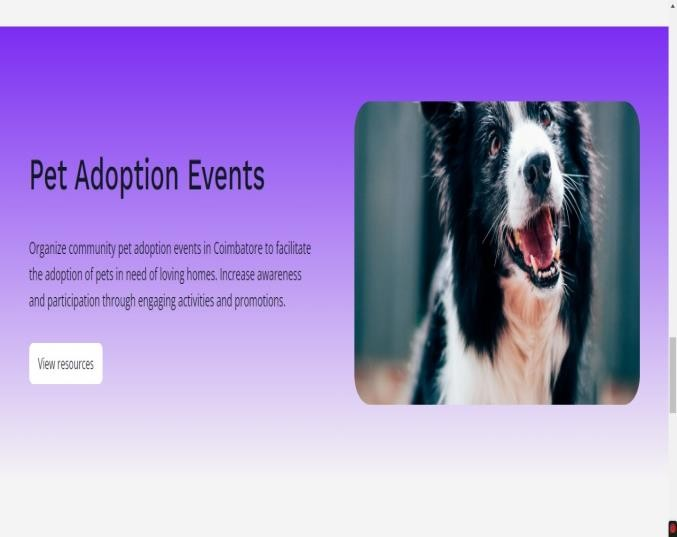 Pet Adoption Events
Organize community pet adoption events in Coimbatore to facilitate
the adoption of pets in need of loving homes. Increase awareness
and participation through engaging activities and promotions.
View resources